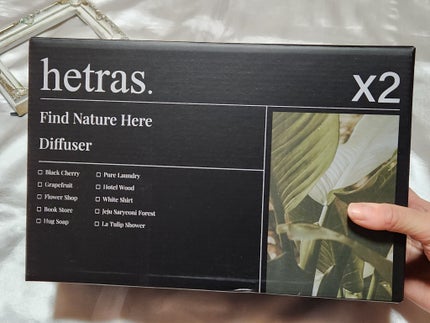 hetras.
x2
Find Nature Here
Diffuser
☐ Black Cherry
☐ Grapefruit
☐ Flower Shop
☐ Book Store
☐ Hug Soap
☐ Pure Laundry
☐ Hotel Wood
☐ White Shirt
☐ Jeju Saryeoni Forest
☐ La Tulip Shower